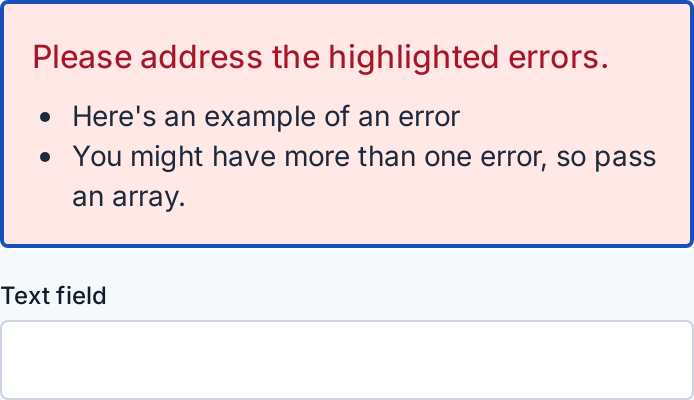 Please address the highlighted errors.
Here's an example of an error
You might have more than one error, so pass
an array.
Text field